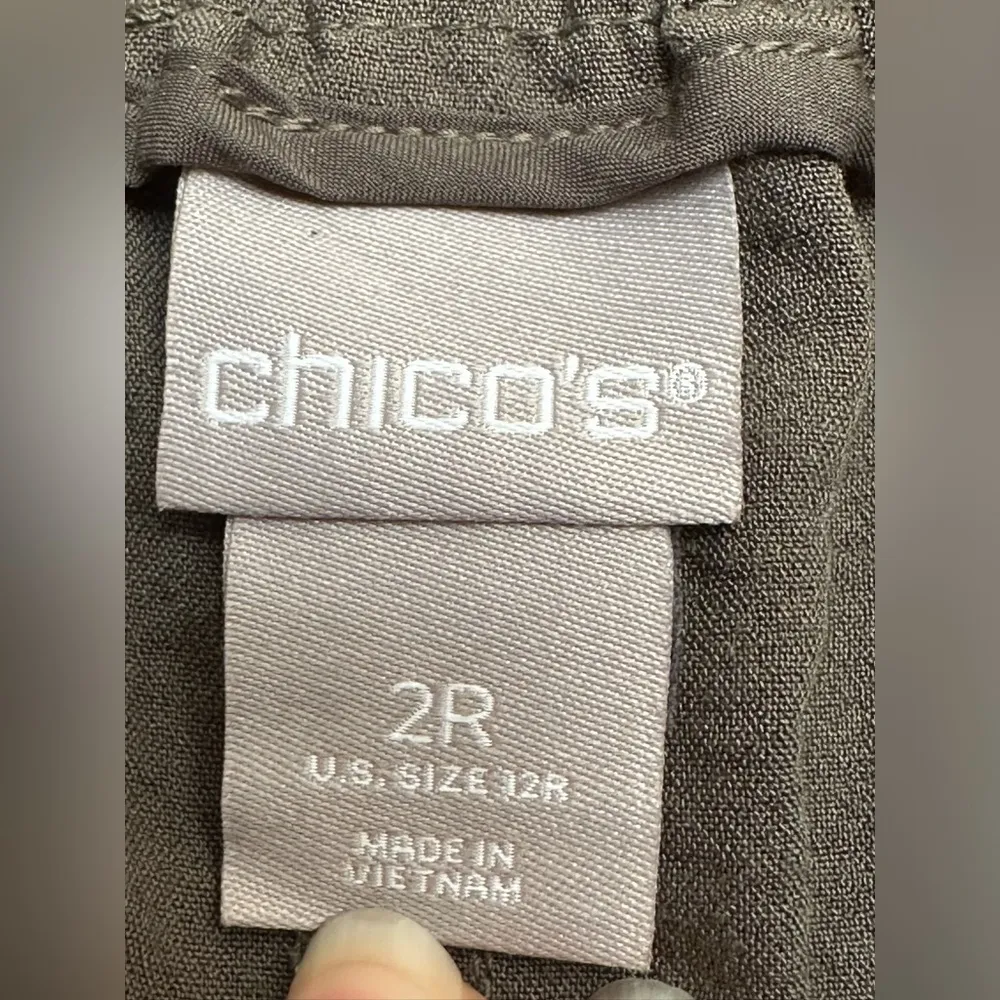 chico's®
2R
U.S. SIZE 12R
MADE IN
VIETNAM